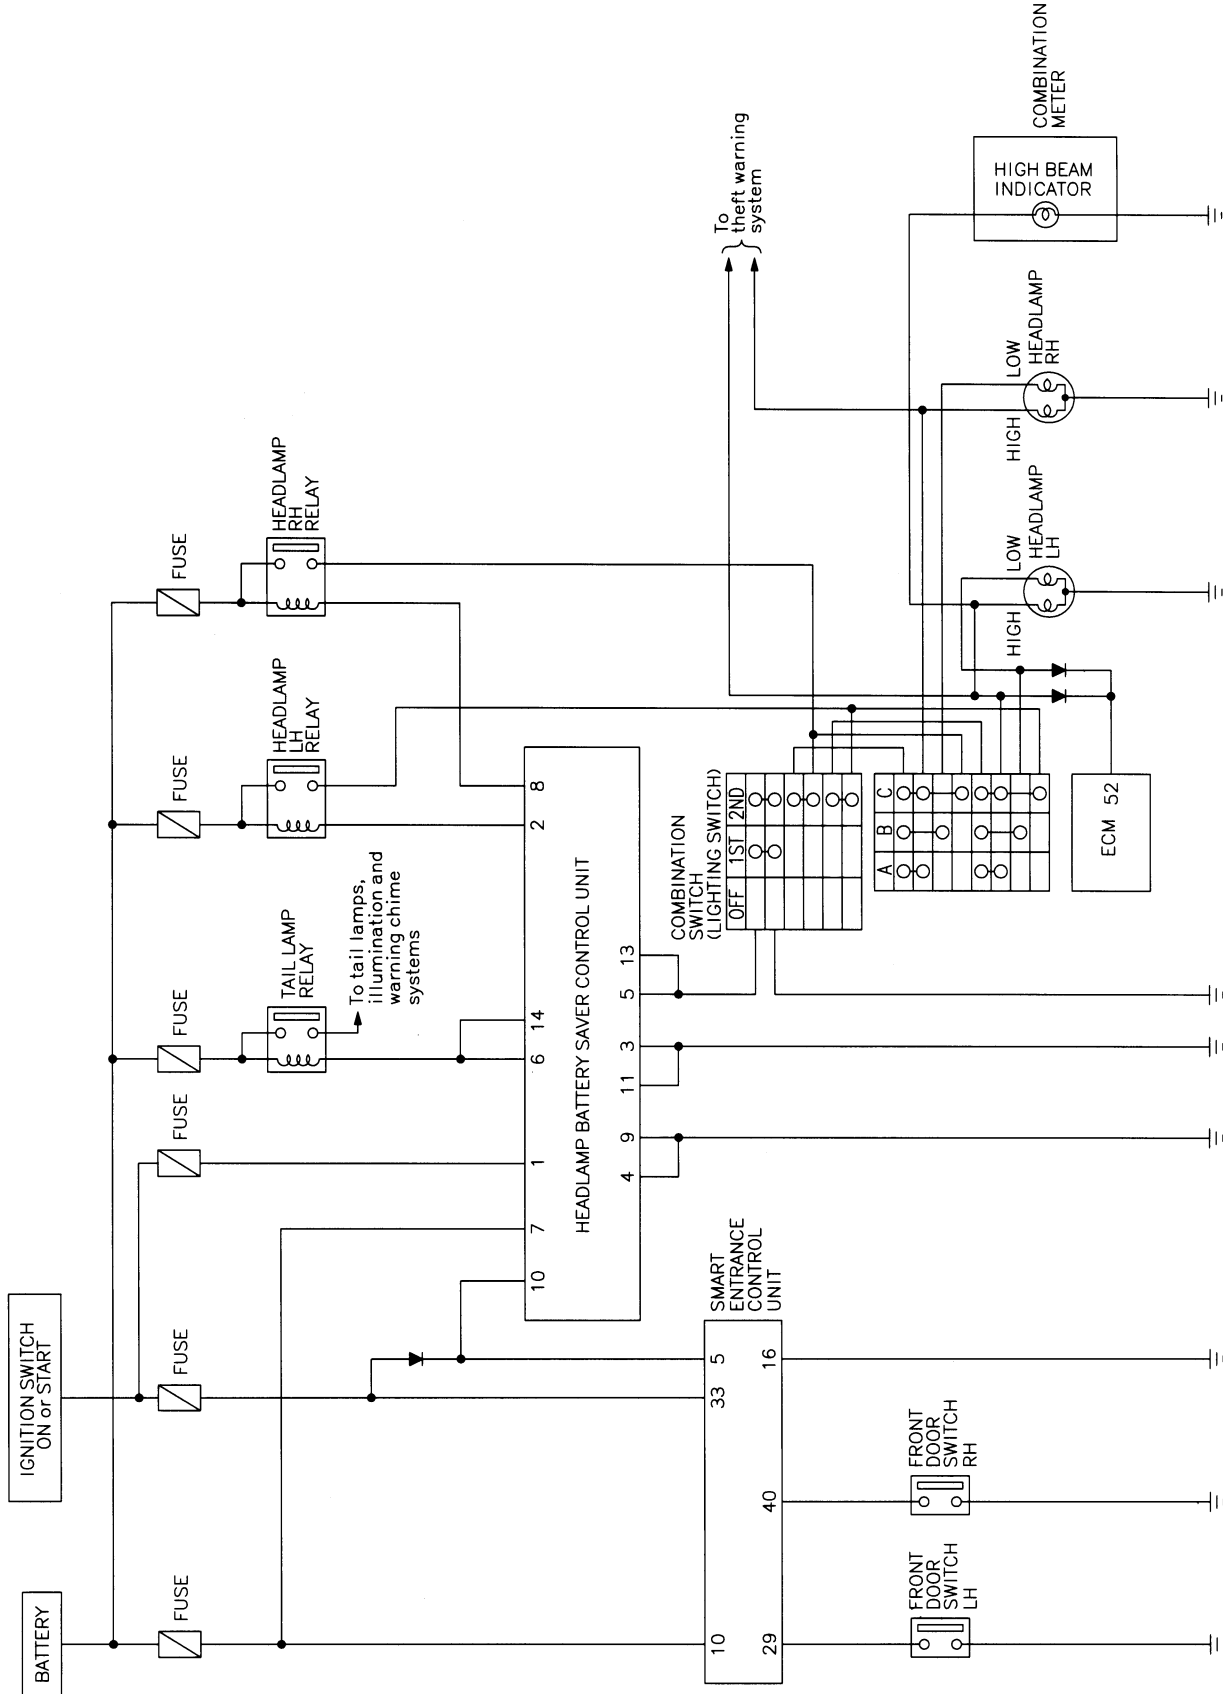 BATTERY
IGNITION SWITCH
ON or START
FUSE
FUSE
FUSE
FUSE
FUSE
FUSE
TAIL LAMP
RELAY
To tail lamps,
illumination and
warning chime
systems
HEADLAMP
LH
RELAY
HEADLAMP
RH
RELAY
10
7
1
6
14
2
8
HEADLAMP BATTERY SAVER CONTROL UNIT
4
9
11
3
5
13
SMART
ENTRANCE
CONTROL
UNIT
10
33
5
29
40
16
FRONT
DOOR
SWITCH
LH
FRONT
DOOR
SWITCH
RH
COMBINATION
SWITCH
(LIGHTING SWITCH)
OFF
1ST
2ND
A
B
C
ECM 52
To
theft warning
system
HIGH
LOW
HEADLAMP
LH
HIGH
LOW
HEADLAMP
RH
HIGH BEAM
INDICATOR
COMBINATION
METER